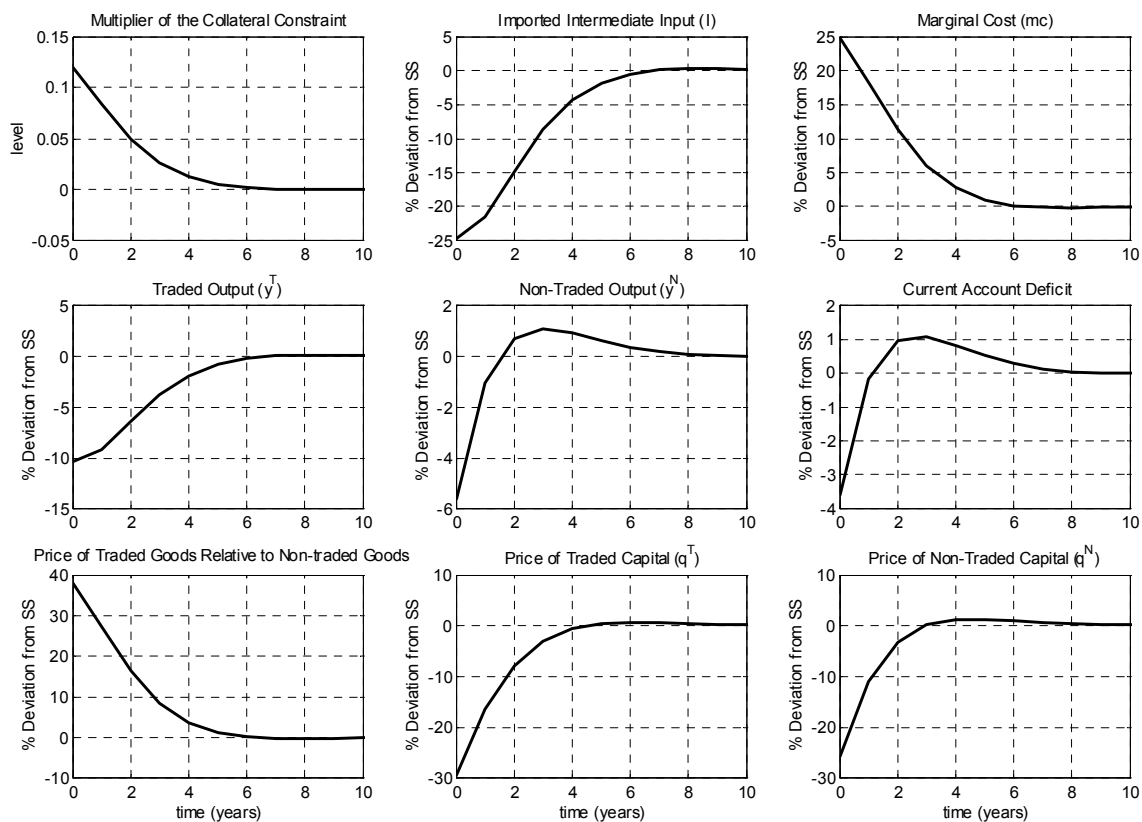 Multiplier of the Collateral Constraint
0.15
0.1
0.05
0
-0.05
level
0 2 4 6 8 10
Imported Intermediate Input (I)
5
0
-5
-10
-15
-20
-25
% Deviation from SS
0 2 4 6 8 10
Marginal Cost (mc)
25
20
15
10
5
0
-5
% Deviation from SS
0 2 4 6 8 10
Traded Output (y^T)
5
0
-5
-10
-15
% Deviation from SS
0 2 4 6 8 10
Non-Traded Output (y^N)
2
0
2
4
-6
% Deviation from SS
0 2 4 6 8 10
Current Account Deficit
2
1
0
1
2
3
-4
% Deviation from SS
0 2 4 6 8 10
Price of Traded Goods Relative to Non-traded Goods
40
30
20
10
0
-10
% Deviation from SS
0 2 4 6 8 10
time (years)
Price of Traded Capital (q^T)
10
0
-10
-20
-30
% Deviation from SS
0 2 4 6 8 10
time (years)
Price of Non-Traded Capital (q^N)
10
0
-10
-20
-30
% Deviation from SS
0 2 4 6 8 10
time (years)